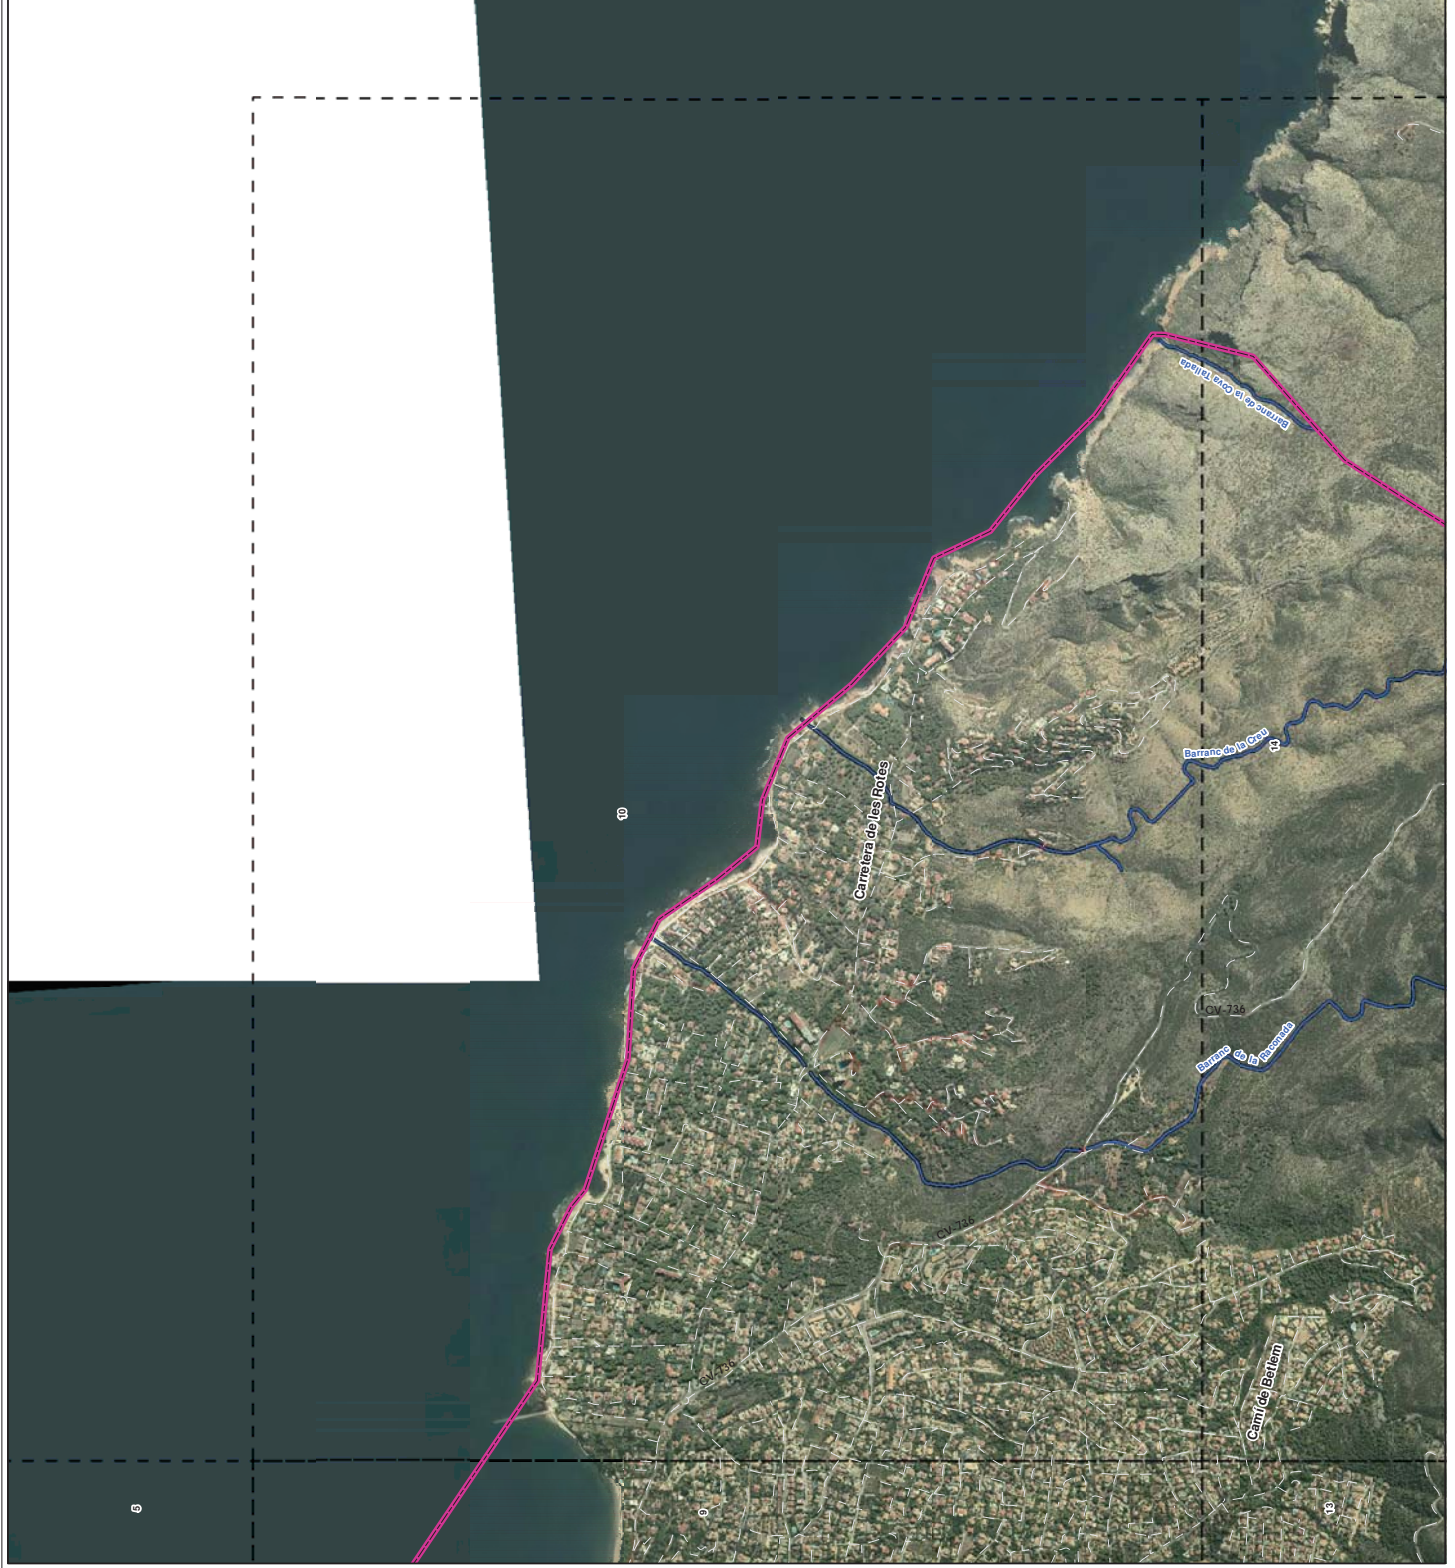 Barranc de la Cova Tallada
Barranc de la Creu
14
10
Carretera de les Rotes
CV-736
Barranc de la Raconada
CV-736
CV-736
Camí de Betlem
5
9
13